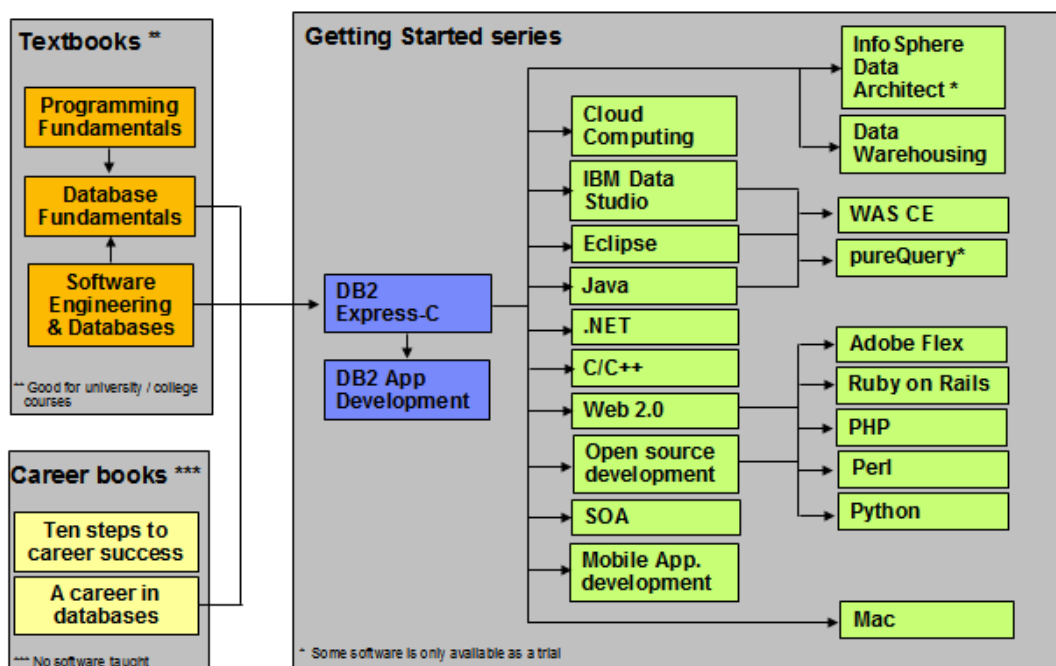 Textbooks **
Programming
Fundamentals
Database
Fundamentals
Software
Engineering
& Databases
** Good for university / college
courses
Career books ***
Ten steps to
career success
A career in
databases
*** No software taught
Getting Started series
DB2
Express-C
DB2 App
Development
Cloud
Computing
IBM Data
Studio
Eclipse
Java
.NET
C/C++
Web 2.0
Open source
development
SOA
Mobile App.
development
InfoSphere
Data
Architect *
Data
Warehousing
WAS CE
pureQuery*
Adobe Flex
Ruby on Rails
PHP
Perl
Python
Mac
* Some software is only available as a trial